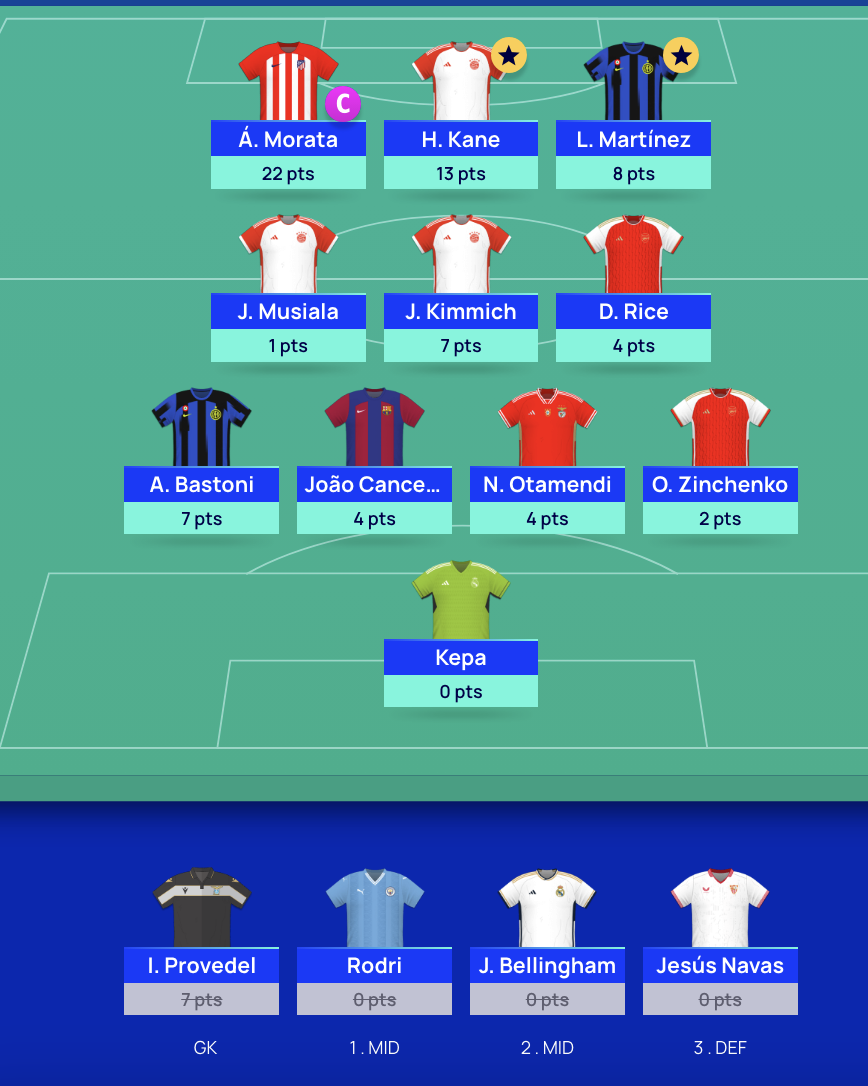 C
Á. Morata
22 pts
H. Kane
13 pts
L. Martínez
8 pts
J. Musiala
1 pts
J. Kimmich
7 pts
D. Rice
4 pts
A. Bastoni
7 pts
João Cance...
4 pts
N. Otamendi
4 pts
O. Zinchenko
2 pts
Kepa
0 pts
I. Provedel
7 pts
GK
Rodri
0 pts
1 . MID
J. Bellingham
0 pts
2 . MID
Jesús Navas
0 pts
3 . DEF